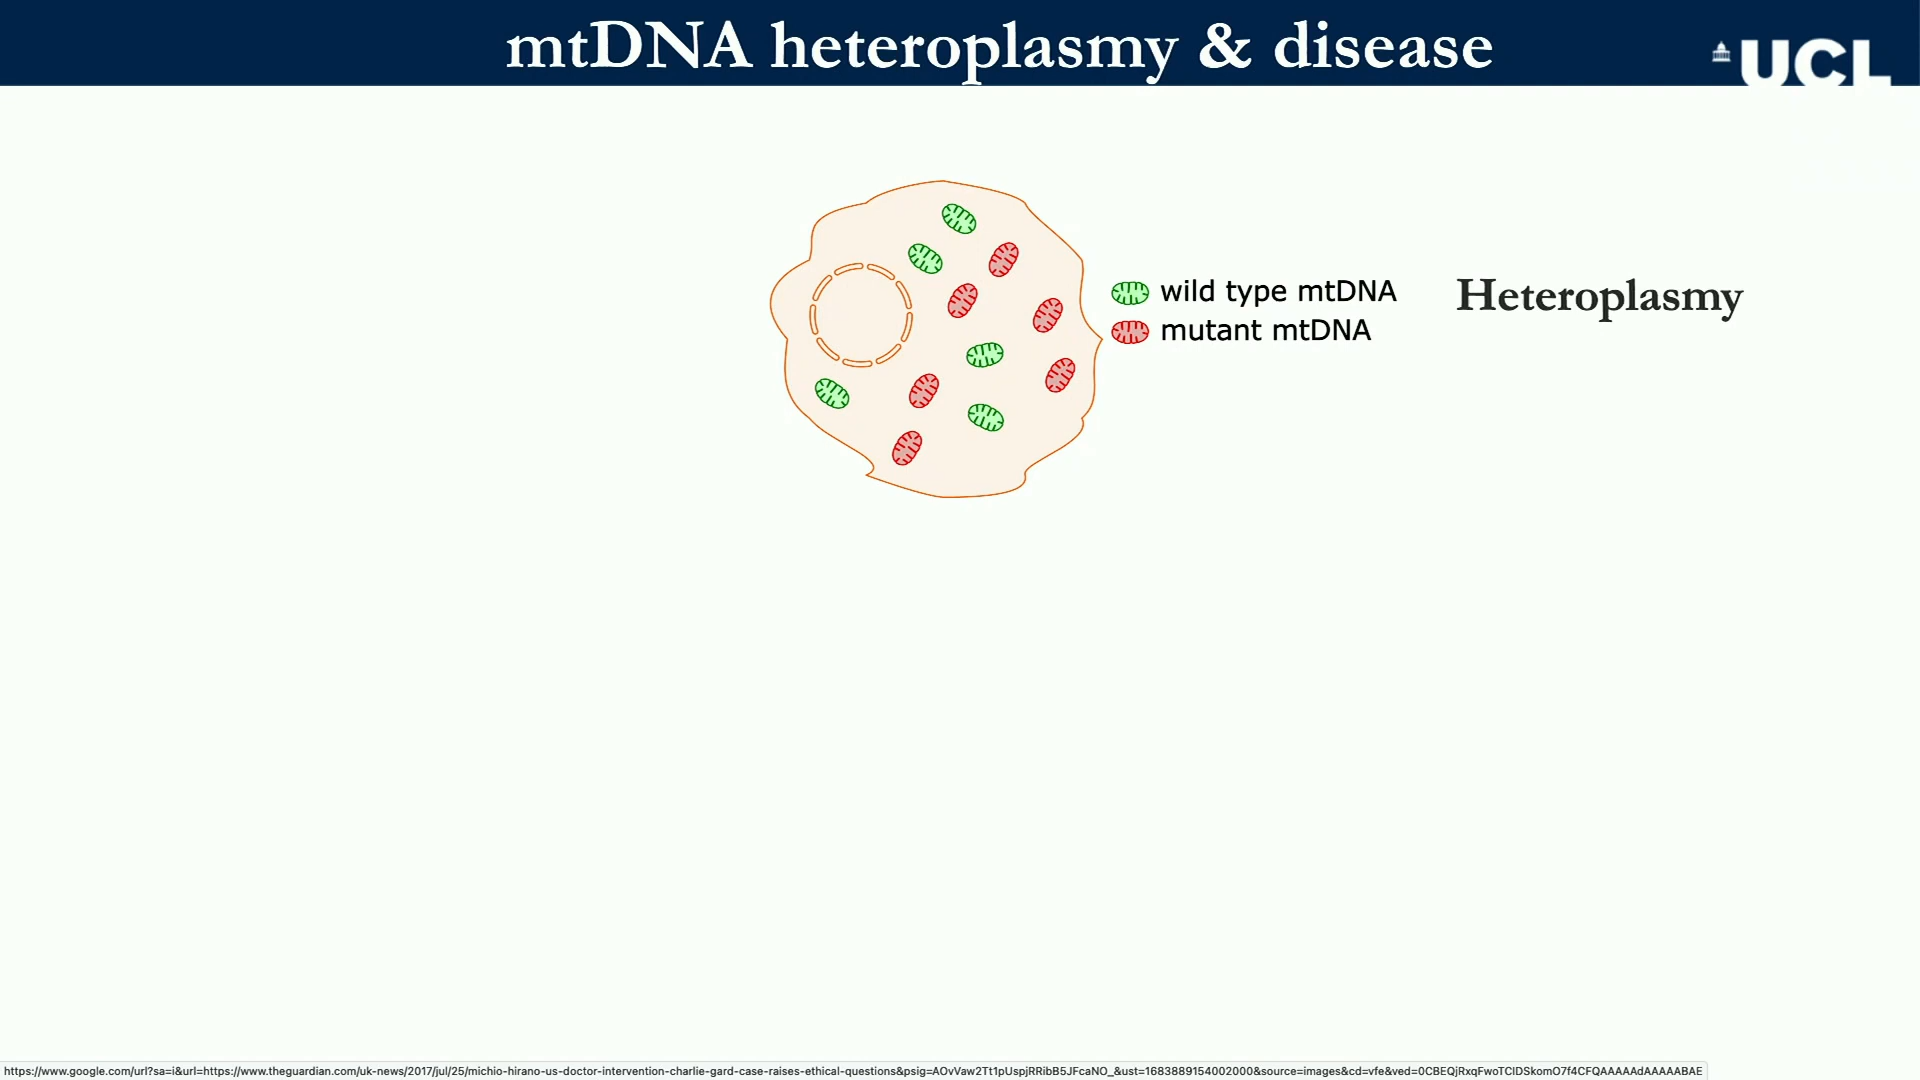 mtDNA heteroplasmy & disease
UCL
wild type mtDNA
mutant mtDNA
Heteroplasmy
https://www.google.com/url?sa=i&url=https://www.theguardian.com/uk-news/2017/jul/25/michio-hirano-us-doctor-intervention-charlie-gard-case-raises-ethical-questions&psig=AOvVaw2Tt1pUspjRRibB5JFcaNO_&ust=1683889154002000&source=images&cd=vfe&ved=0CBEQjRxqFwoTCIDSkomO7f4CFQAAAAAdAAAAABAE